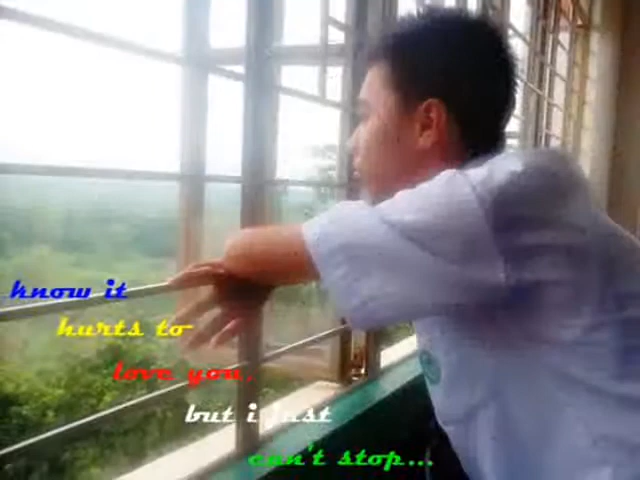 know it
hurts to
love you.
but i just
can't stop...